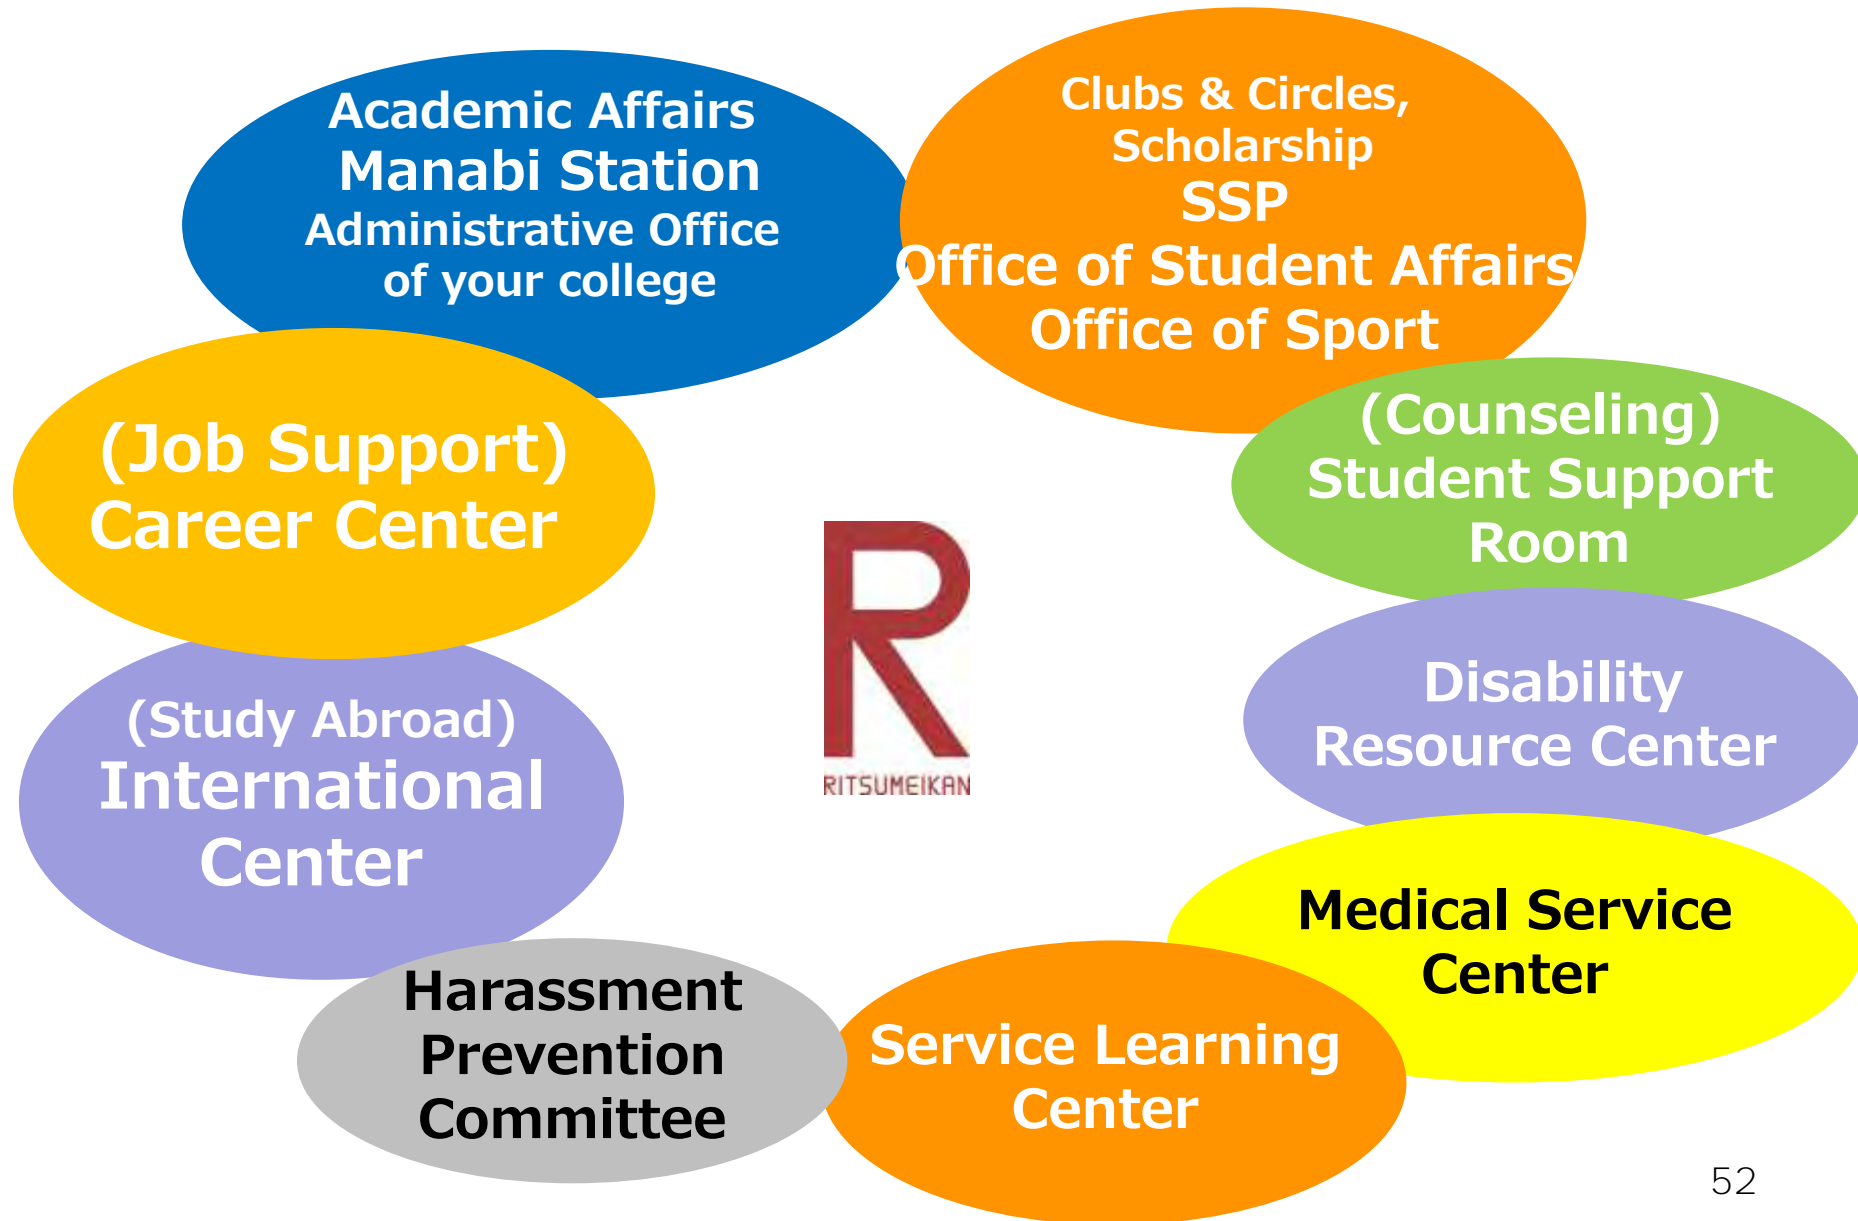 Academic Affairs
Manabi Station
Administrative Office
of your college
Clubs & Circles,
Scholarship
SSP
Office of Student Affairs
Office of Sport
(Job Support)
Career Center
(Counseling)
Student Support
Room
RITSUMEIKAN
(Study Abroad)
International
Center
Disability
Resource Center
Medical Service
Center
Harassment
Prevention
Committee
Service Learning
Center
52